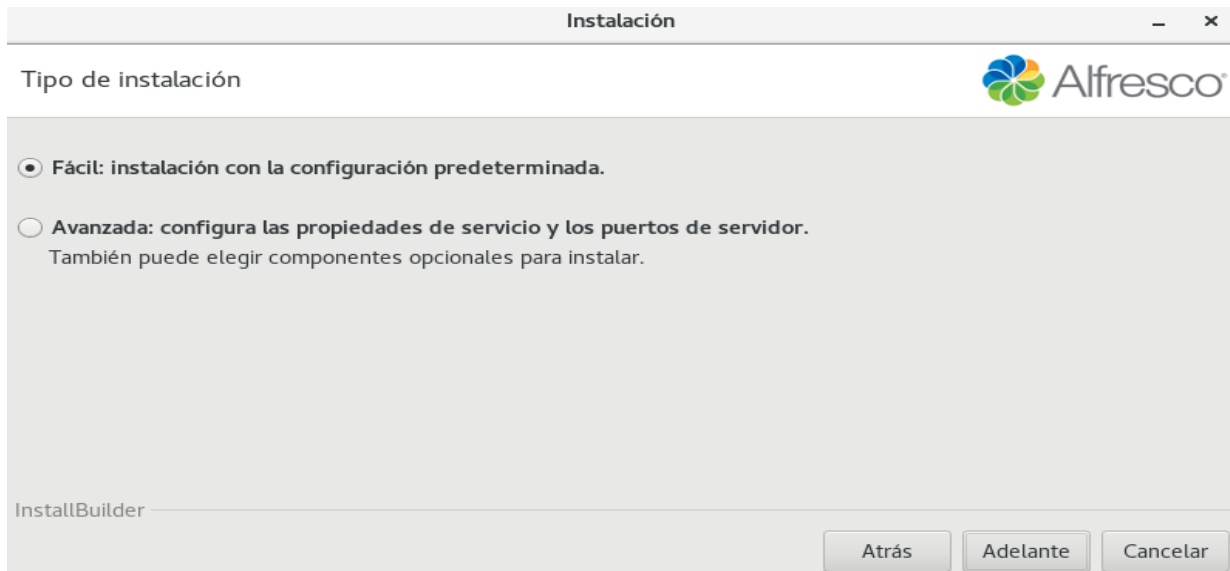 Instalación
Tipo de instalación
Alfresco
Fácil: instalación con la configuración predeterminada.
Avanzada: configura las propiedades de servicio y los puertos de servidor.
También puede elegir componentes opcionales para instalar.
InstallBuilder
Atrás
Adelante
Cancelar